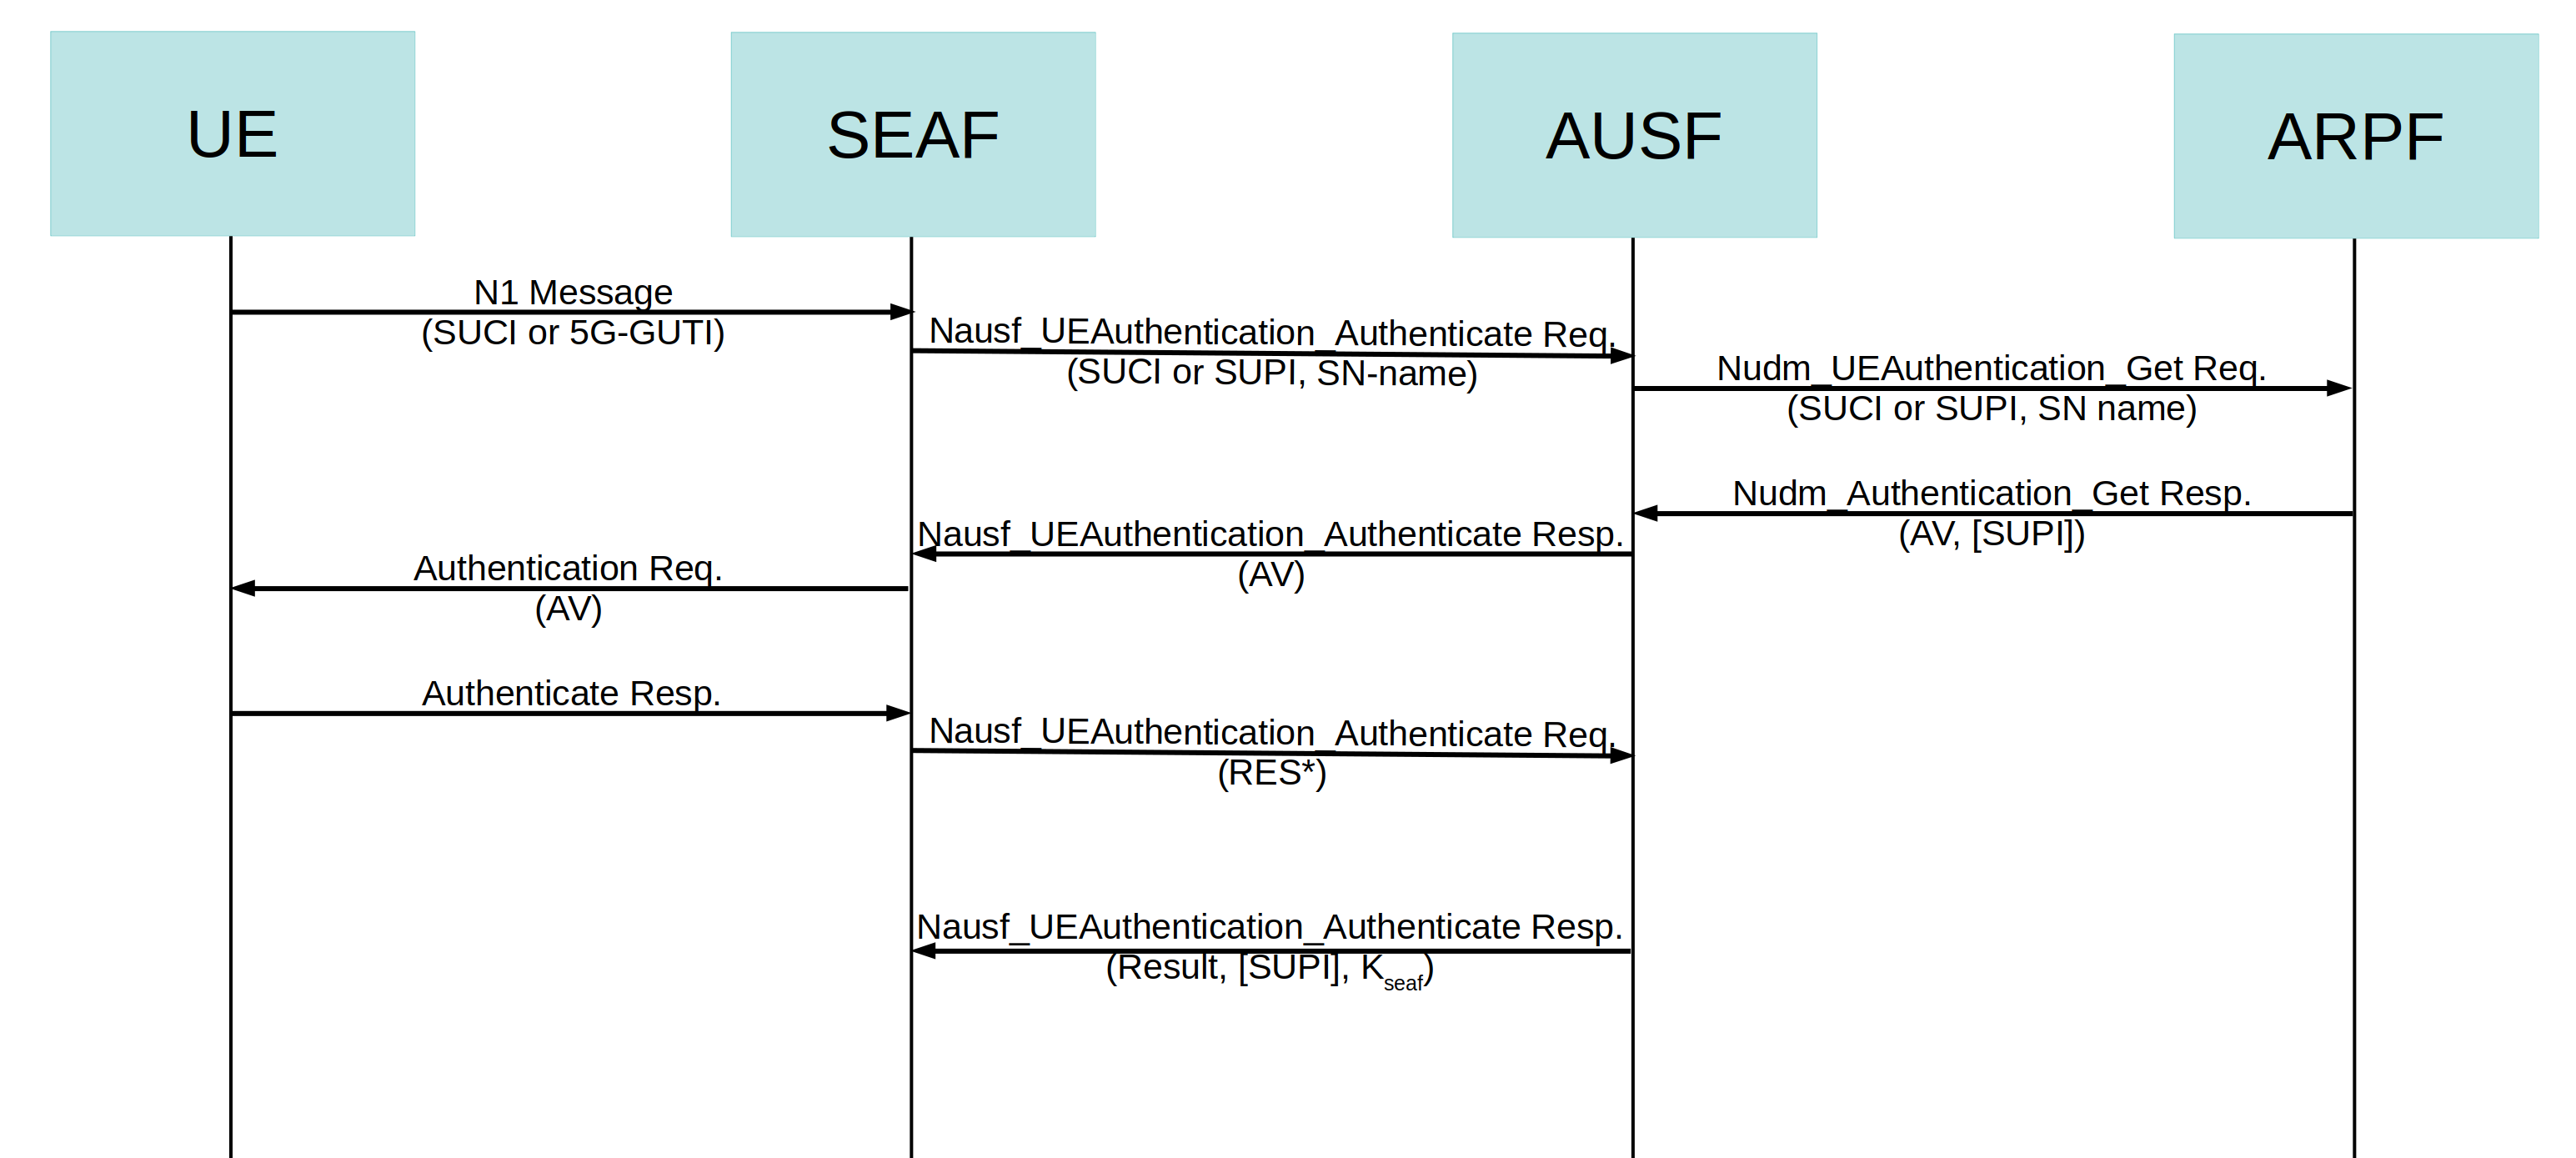 UE
SEAF
AUSF
ARPF
N1 Message
(SUCI or 5G-GUTI)
Nausf_UEAuthentication_Authenticate Req.
(SUCI or SUPI, SN-name)
Nudm_UEAuthentication_Get Req.
(SUCI or SUPI, SN name)
Nudm_Authentication_Get Resp.
(AV, [SUPI])
Nausf_UEAuthentication_Authenticate Resp.
(AV)
Authentication Req.
(AV)
Authenticate Resp.
Nausf_UEAuthentication_Authenticate Req.
(RES*)
Nausf_UEAuthentication_Authenticate Resp.
(Result, [SUPI], Kseaf)